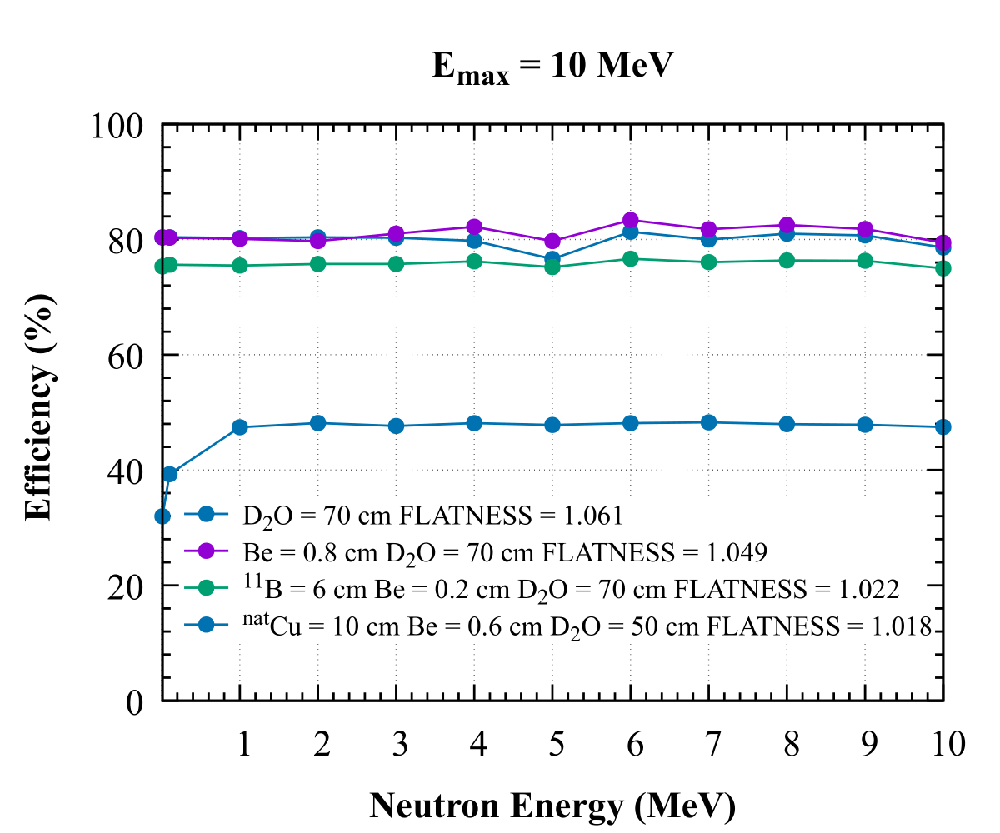 E_max = 10 MeV
100
80
60
40
20
0
Efficiency (%)
D₂O = 70 cm FLATNESS = 1.061
Be = 0.8 cm D₂O = 70 cm FLATNESS = 1.049
¹¹B = 6 cm Be = 0.2 cm D₂O = 70 cm FLATNESS = 1.022
ⁿᵃᵗCu = 10 cm Be = 0.6 cm D₂O = 50 cm FLATNESS = 1.018
1 2 3 4 5 6 7 8 9 10
Neutron Energy (MeV)